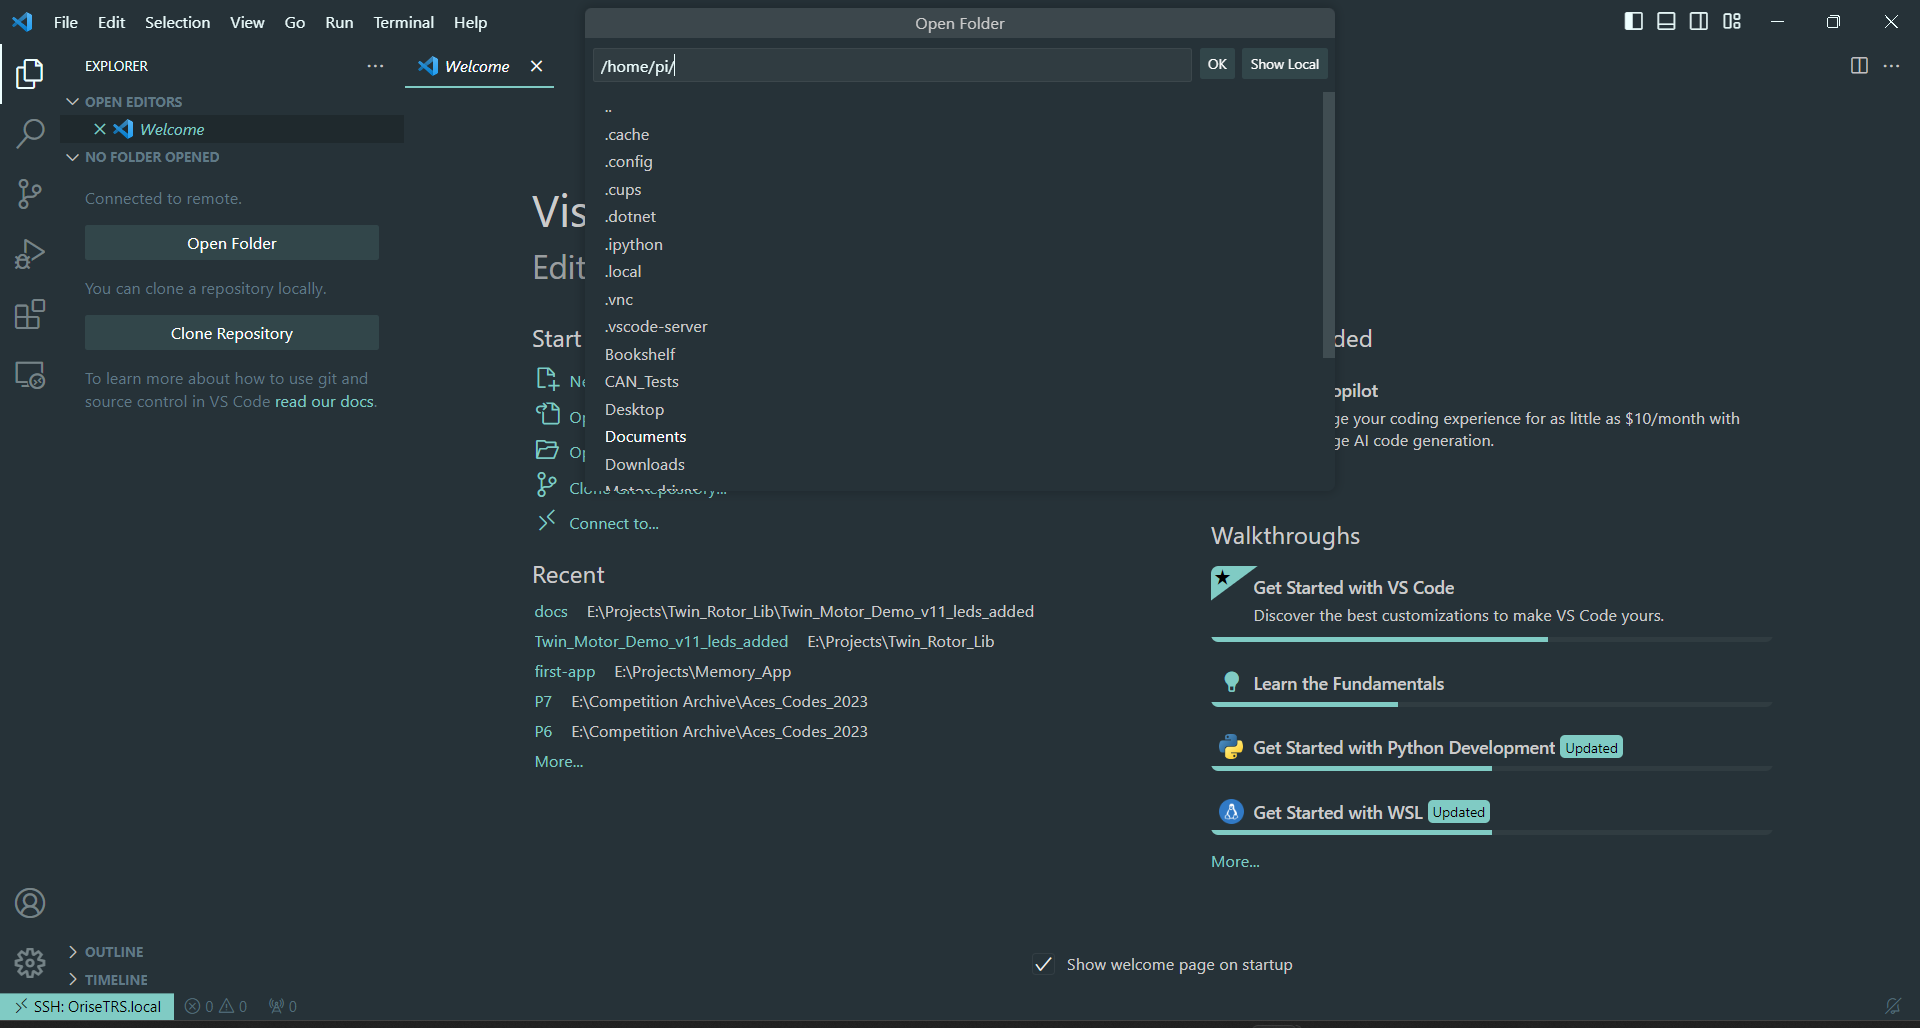 File Edit Selection View Go Run Terminal Help
Open Folder
EXPLORER
Welcome
/home/pi/
OK
Show Local
OPEN EDITORS
Welcome
NO FOLDER OPENED
Connected to remote.
Open Folder
You can clone a repository locally.
Clone Repository
To learn more about how to use git and
source control in VS Code read our docs.
..
.cache
.config
.cups
.dotnet
.ipython
.local
.vnc
.vscode-server
Bookshelf
CAN_Tests
Desktop
Documents
Downloads
Vis
Edit
Start
Ne
Op
Op
Connect to...
Recent
docs E:\Projects\Twin_Rotor_Lib\Twin_Motor_Demo_v11_leds_added
Twin_Motor_Demo_v11_leds_added E:\Projects\Twin_Rotor_Lib
first-app E:\Projects\Memory_App
P7 E:\Competition Archive\Aces_Codes_2023
P6 E:\Competition Archive\Aces_Codes_2023
More...
ded
opilot
ge your coding experience for as little as $10/month with
ge AI code generation.
Walkthroughs
Get Started with VS Code
Discover the best customizations to make VS Code yours.
Learn the Fundamentals
Get Started with Python Development Updated
Get Started with WSL Updated
More...
Show welcome page on startup
OUTLINE
TIMELINE
SSH: OriseTRS.local 0 0 0